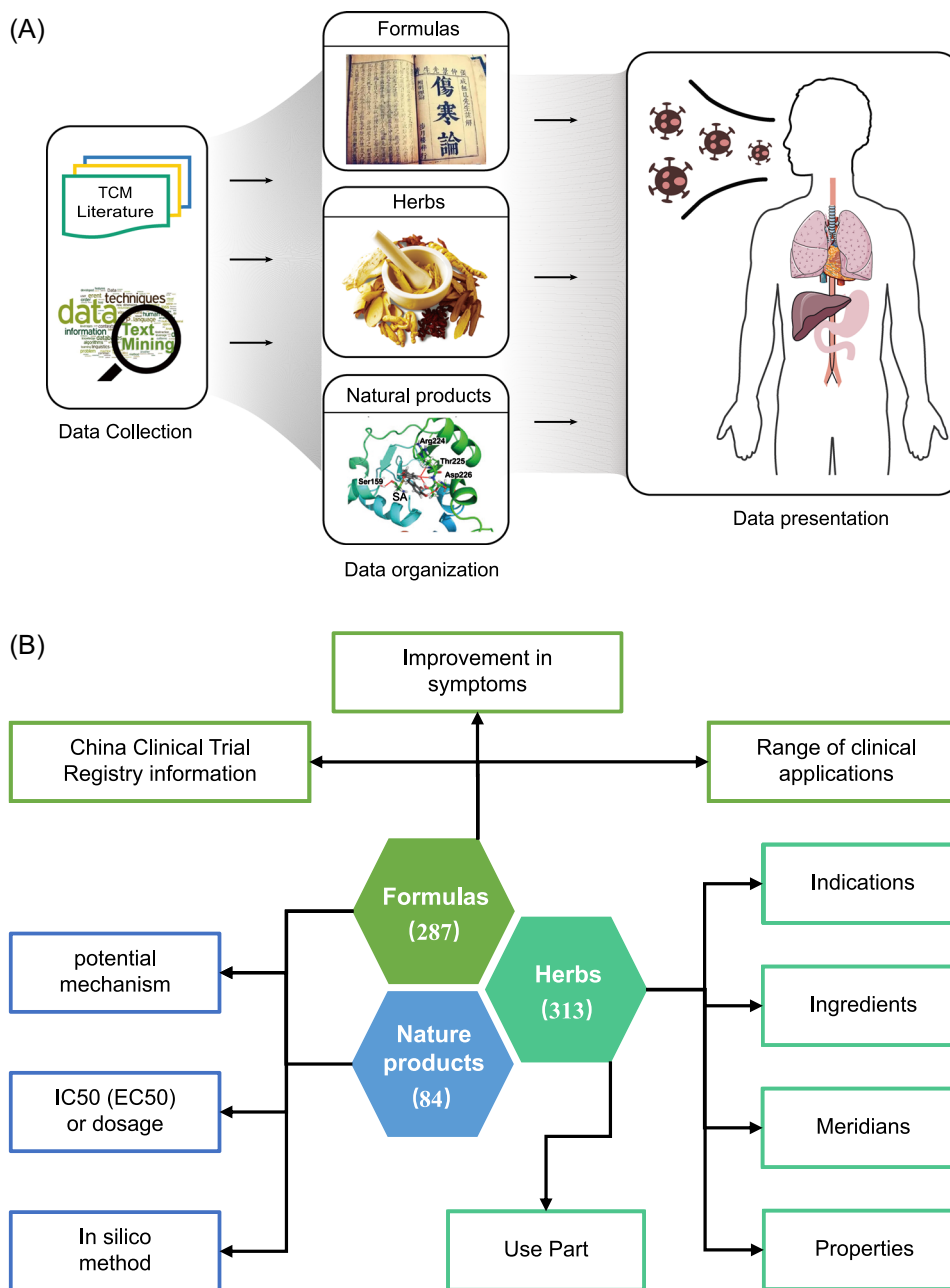 (A)
Formulas
傷寒論
TCM
Literature
data
techniques
information
Text
Mining
Data Collection
Herbs
Natural products
Arg224
Thr225
Asp226
Ser159
SA
Data organization
Data presentation
(B)
Improvement in
symptoms
China Clinical Trial
Registry information
Range of clinical
applications
Formulas
(287)
Herbs
(313)
Nature
products
(84)
potential
mechanism
IC50 (EC50)
or dosage
In silico
method
Indications
Ingredients
Meridians
Properties
Use Part